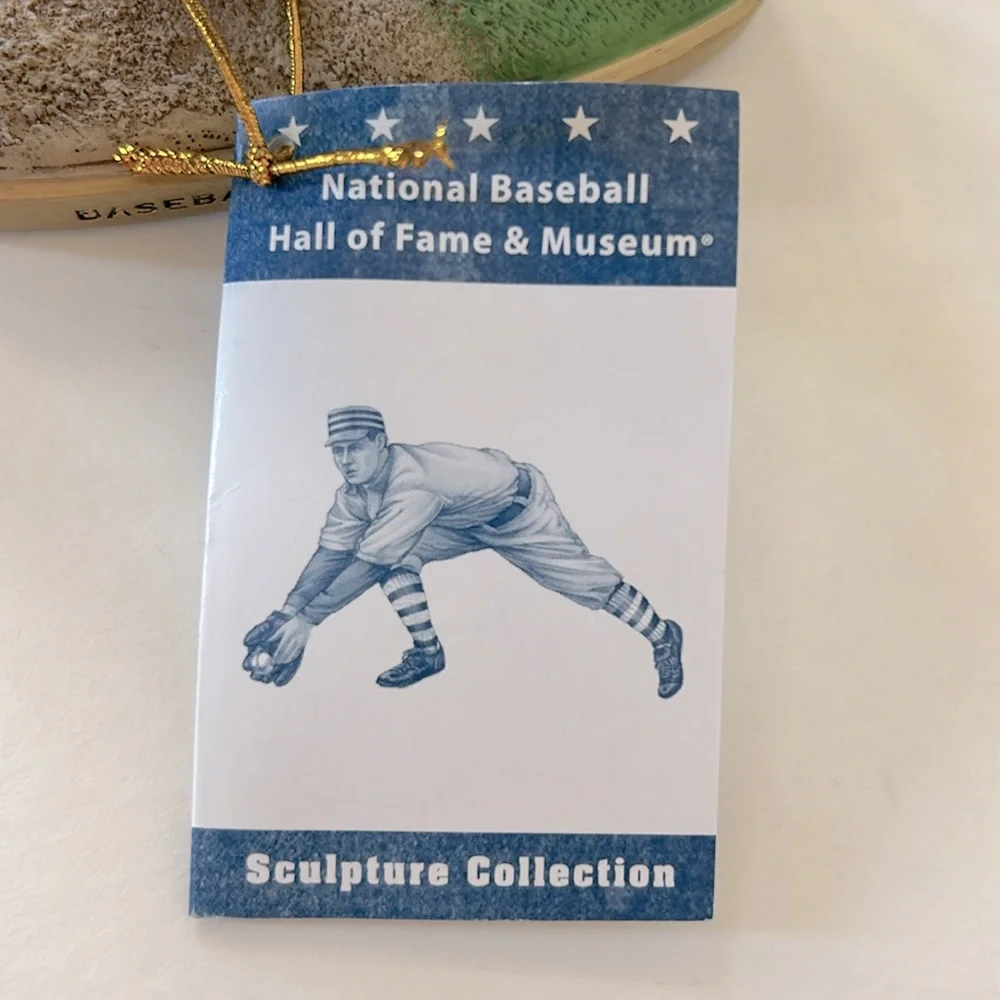 National Baseball
Hall of Fame & Museum®
Sculpture Collection